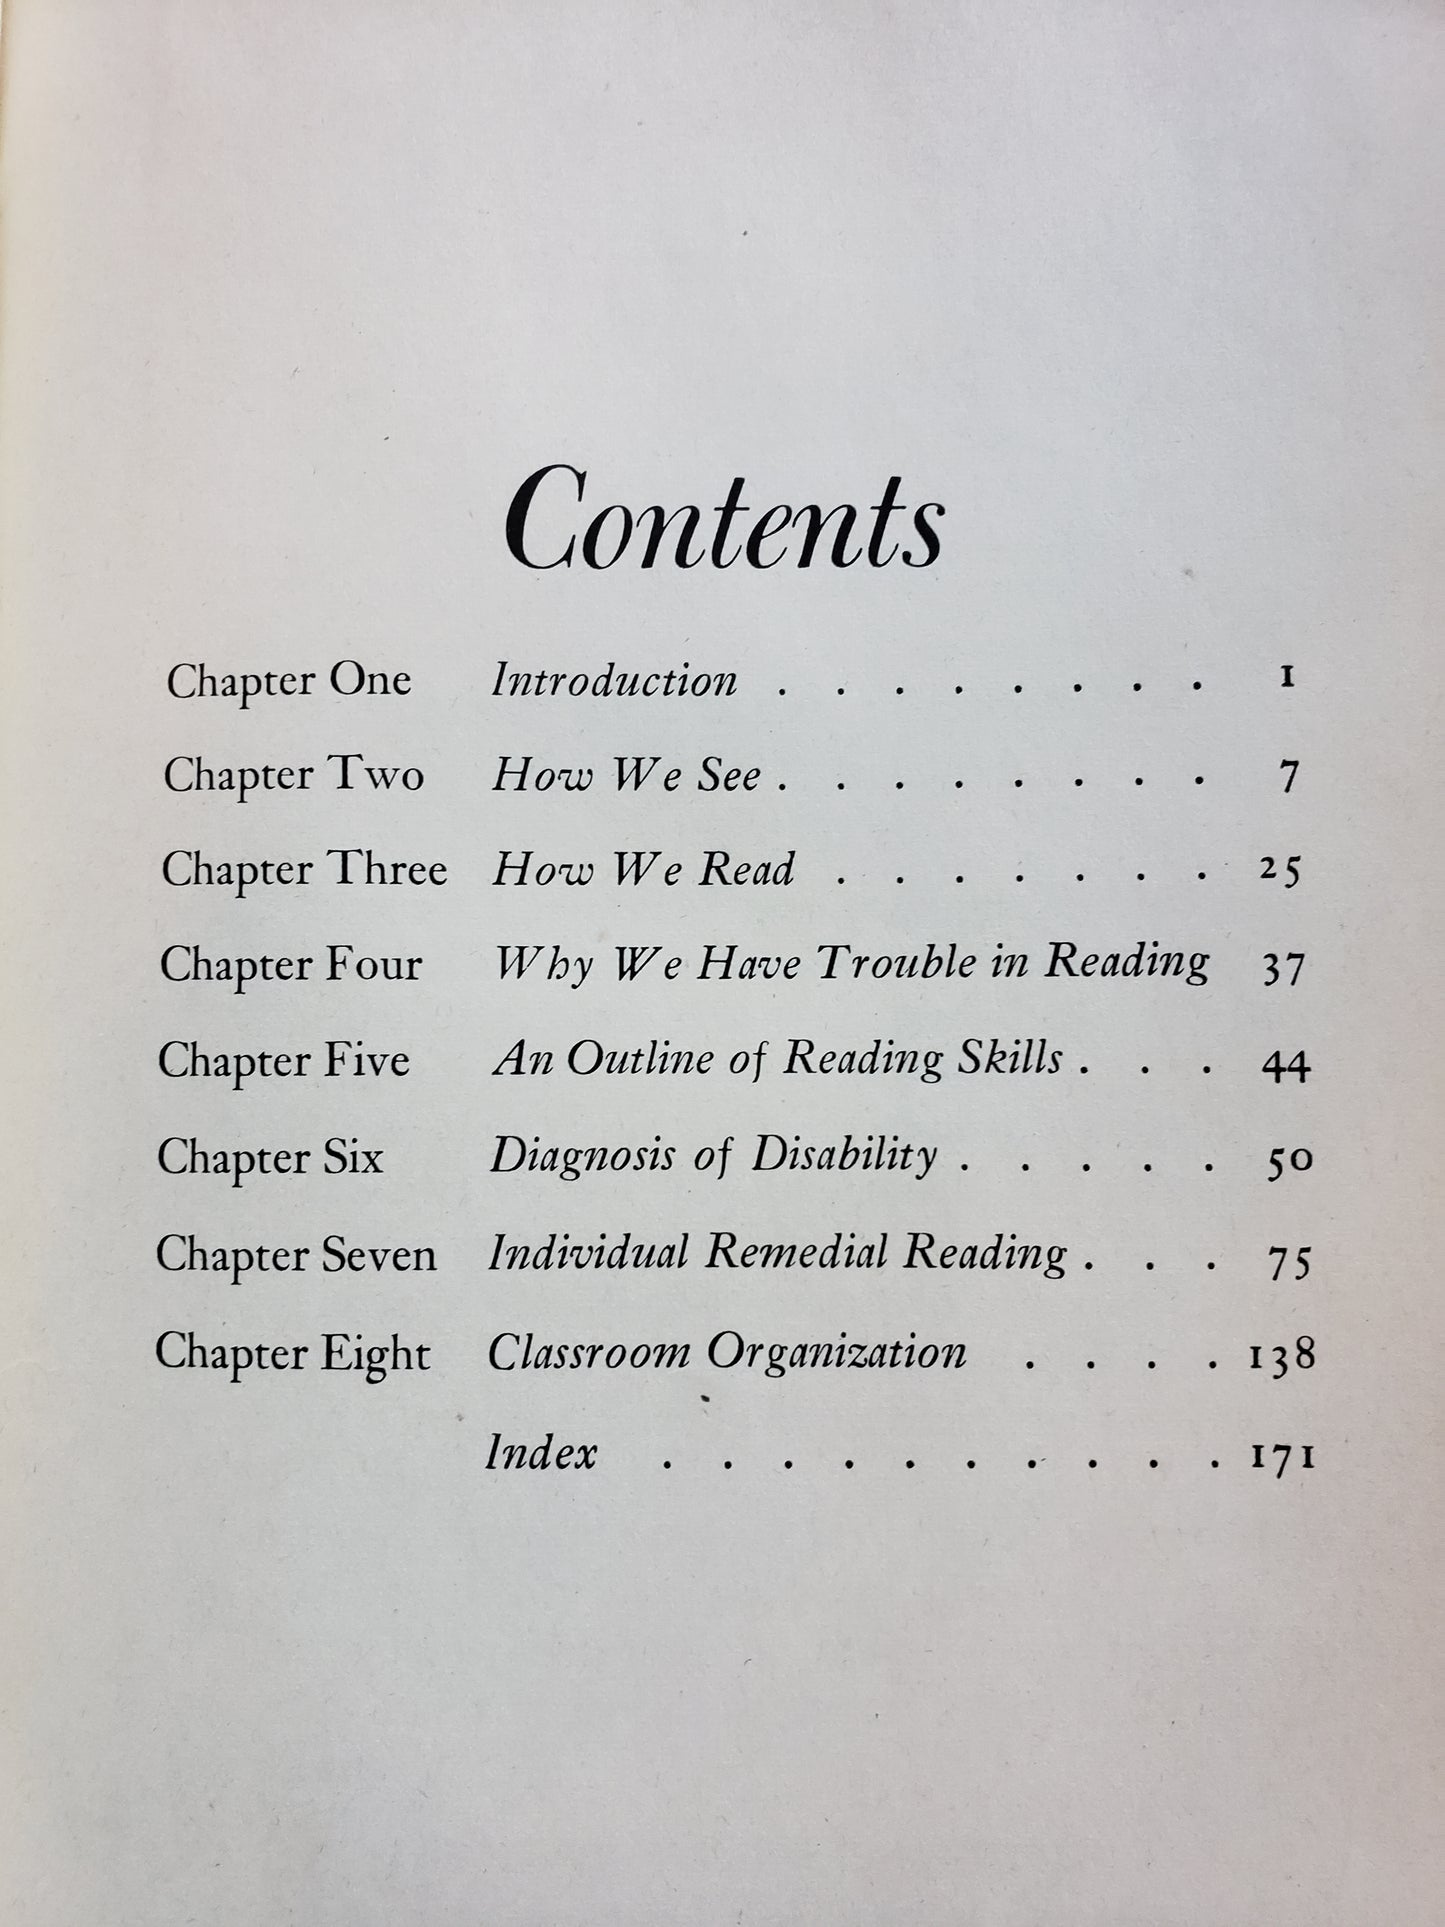 Contents
Chapter One Introduction . . . . . . . . 1
Chapter Two How We See . . . . . . . . 7
Chapter Three How We Read . . . . . . . 25
Chapter Four Why We Have Trouble in Reading 37
Chapter Five An Outline of Reading Skills . . . 44
Chapter Six Diagnosis of Disability . . . . . 50
Chapter Seven Individual Remedial Reading . . . 75
Chapter Eight Classroom Organization . . . . 138
Index . . . . . . . . . . 171